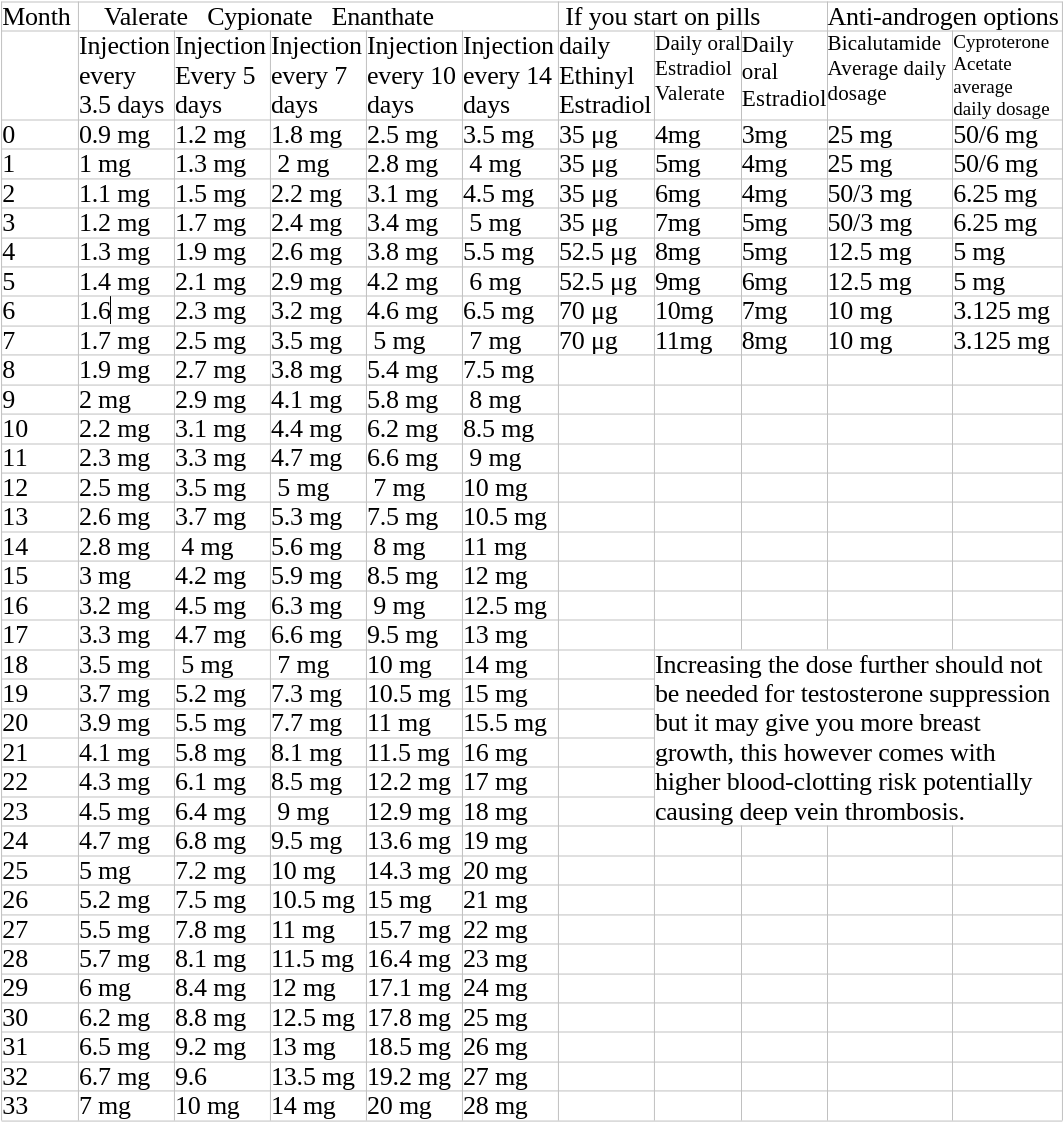 Month Valerate Cypionate Enanthate If you start on pills Anti-androgen options
Injection every 3.5 days Injection Every 5 days Injection every 7 days Injection every 10 days Injection every 14 days daily Ethinyl Estradiol Daily oral Estradiol Valerate Daily oral Estradiol Bicalutamide Average daily dosage Cyproterone Acetate average daily dosage
0 0.9 mg 1.2 mg 1.8 mg 2.5 mg 3.5 mg 35 μg 4mg 3mg 25 mg 50/6 mg
1 1 mg 1.3 mg 2 mg 2.8 mg 4 mg 35 μg 5mg 4mg 25 mg 50/6 mg
2 1.1 mg 1.5 mg 2.2 mg 3.1 mg 4.5 mg 35 μg 6mg 4mg 50/3 mg 6.25 mg
3 1.2 mg 1.7 mg 2.4 mg 3.4 mg 5 mg 35 μg 7mg 5mg 50/3 mg 6.25 mg
4 1.3 mg 1.9 mg 2.6 mg 3.8 mg 5.5 mg 52.5 μg 8mg 5mg 12.5 mg 5 mg
5 1.4 mg 2.1 mg 2.9 mg 4.2 mg 6 mg 52.5 μg 9mg 6mg 12.5 mg 5 mg
6 1.6 mg 2.3 mg 3.2 mg 4.6 mg 6.5 mg 70 μg 10mg 7mg 10 mg 3.125 mg
7 1.7 mg 2.5 mg 3.5 mg 5 mg 7 mg 70 μg 11mg 8mg 10 mg 3.125 mg
8 1.9 mg 2.7 mg 3.8 mg 5.4 mg 7.5 mg
9 2 mg 2.9 mg 4.1 mg 5.8 mg 8 mg
10 2.2 mg 3.1 mg 4.4 mg 6.2 mg 8.5 mg
11 2.3 mg 3.3 mg 4.7 mg 6.6 mg 9 mg
12 2.5 mg 3.5 mg 5 mg 7 mg 10 mg
13 2.6 mg 3.7 mg 5.3 mg 7.5 mg 10.5 mg
14 2.8 mg 4 mg 5.6 mg 8 mg 11 mg
15 3 mg 4.2 mg 5.9 mg 8.5 mg 12 mg
16 3.2 mg 4.5 mg 6.3 mg 9 mg 12.5 mg
17 3.3 mg 4.7 mg 6.6 mg 9.5 mg 13 mg
18 3.5 mg 5 mg 7 mg 10 mg 14 mg Increasing the dose further should not
19 3.7 mg 5.2 mg 7.3 mg 10.5 mg 15 mg be needed for testosterone suppression
20 3.9 mg 5.5 mg 7.7 mg 11 mg 15.5 mg but it may give you more breast
21 4.1 mg 5.8 mg 8.1 mg 11.5 mg 16 mg growth, this however comes with
22 4.3 mg 6.1 mg 8.5 mg 12.2 mg 17 mg higher blood-clotting risk potentially
23 4.5 mg 6.4 mg 9 mg 12.9 mg 18 mg causing deep vein thrombosis.
24 4.7 mg 6.8 mg 9.5 mg 13.6 mg 19 mg
25 5 mg 7.2 mg 10 mg 14.3 mg 20 mg
26 5.2 mg 7.5 mg 10.5 mg 15 mg 21 mg
27 5.5 mg 7.8 mg 11 mg 15.7 mg 22 mg
28 5.7 mg 8.1 mg 11.5 mg 16.4 mg 23 mg
29 6 mg 8.4 mg 12 mg 17.1 mg 24 mg
30 6.2 mg 8.8 mg 12.5 mg 17.8 mg 25 mg
31 6.5 mg 9.2 mg 13 mg 18.5 mg 26 mg
32 6.7 mg 9.6 13.5 mg 19.2 mg 27 mg
33 7 mg 10 mg 14 mg 20 mg 28 mg